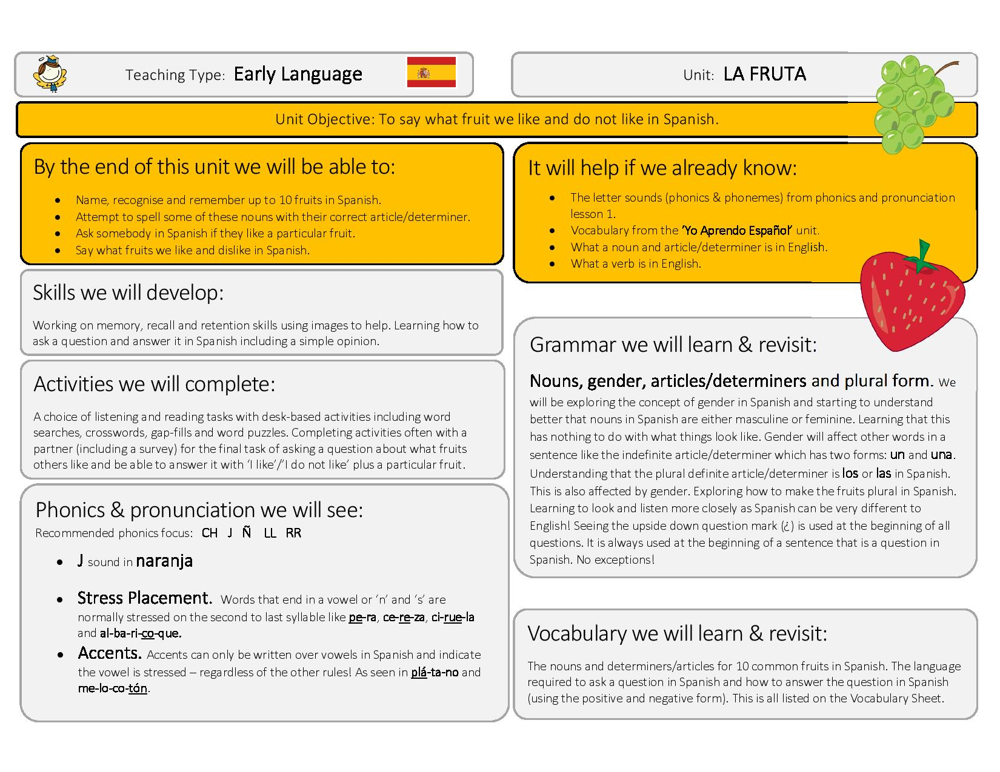 Teaching Type: Early Language
Unit: LA FRUTA
Unit Objective: To say what fruit we like and do not like in Spanish.
By the end of this unit we will be able to:
• Name, recognise and remember up to 10 fruits in Spanish.
• Attempt to spell some of these nouns with their correct article/determiner.
• Ask somebody in Spanish if they like a particular fruit.
• Say what fruits we like and dislike in Spanish.
It will help if we already know:
• The letter sounds (phonics & phonemes) from phonics and pronunciation
lesson 1.
• Vocabulary from the ‘Yo Aprendo Español’ unit.
• What a noun and article/determiner is in English.
• What a verb is in English.
Skills we will develop:
Working on memory, recall and retention skills using images to help. Learning how to
ask a question and answer it in Spanish including a simple opinion.
Activities we will complete:
A choice of listening and reading tasks with desk-based activities including word
searches, crosswords, gap-fills and word puzzles. Completing activities often with a
partner (including a survey) for the final task of asking a question about what fruits
others like and be able to answer it with ‘I like’/’I do not like’ plus a particular fruit.
Phonics & pronunciation we will see:
Recommended phonics focus: CH J Ñ LL RR
• J sound in naranja
• Stress Placement. Words that end in a vowel or ‘n’ and ‘s’ are
normally stressed on the second to last syllable like pe-ra, ce-re-za, ci-rue-la
and al-ba-ri-co-que.
• Accents. Accents can only be written over vowels in Spanish and indicate
the vowel is stressed – regardless of the other rules! As seen in plá-ta-no and
me-lo-co-tón.
Grammar we will learn & revisit:
Nouns, gender, articles/determiners and plural form. We
will be exploring the concept of gender in Spanish and starting to understand
better that nouns in Spanish are either masculine or feminine. Learning that this
has nothing to do with what things look like. Gender will affect other words in a
sentence like the indefinite article/determiner which has two forms: un and una.
Understanding that the plural definite article/determiner is los or las in Spanish.
This is also affected by gender. Exploring how to make the fruits plural in Spanish.
Learning to look and listen more closely as Spanish can be very different to
English! Seeing the upside down question mark (¿) is used at the beginning of all
questions. It is always used at the beginning of a sentence that is a question in
Spanish. No exceptions!
Vocabulary we will learn & revisit:
The nouns and determiners/articles for 10 common fruits in Spanish. The language
required to ask a question in Spanish and how to answer the question in Spanish
(using the positive and negative form). This is all listed on the Vocabulary Sheet.